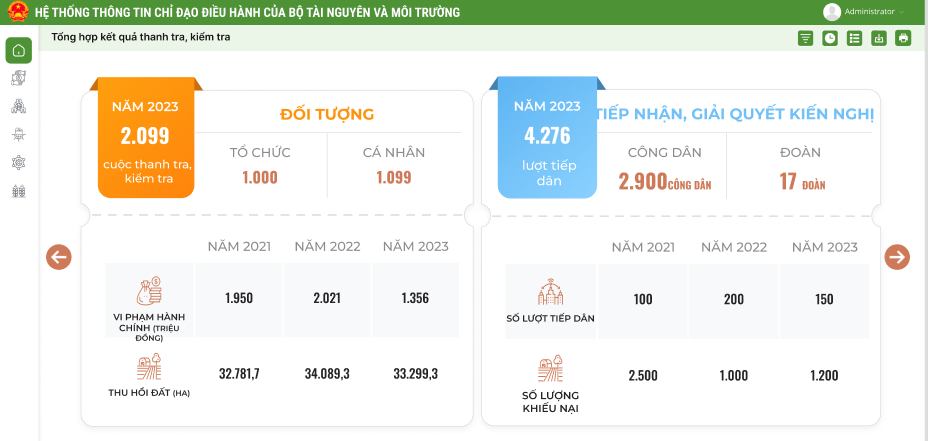 HỆ THỐNG THÔNG TIN CHỈ ĐẠO ĐIỀU HÀNH CỦA BỘ TÀI NGUYÊN VÀ MÔI TRƯỜNG
Administrator
Tổng hợp kết quả thanh tra, kiểm tra
NĂM 2023
2.099
cuộc thanh tra,
kiểm tra
ĐỐI TƯỢNG
TỔ CHỨC
CÁ NHÂN
1.000
1.099
NĂM 2021
NĂM 2022
NĂM 2023
VI PHẠM HÀNH
CHÍNH (TRIỆU
ĐỒNG)
1.950
2.021
1.356
THU HỒI ĐẤT (HA)
32.781,7
34.089,3
33.299,3
NĂM 2023
4.276
lượt tiếp
dân
TIẾP NHẬN, GIẢI QUYẾT KIẾN NGHỊ
CÔNG DÂN
ĐOÀN
2.900 CÔNG DÂN
17 ĐOÀN
NĂM 2021
NĂM 2022
NĂM 2023
SỐ LƯỢT TIẾP DÂN
100
200
150
SỐ LƯỢNG
KHIẾU NẠI
2.500
1.000
1.200